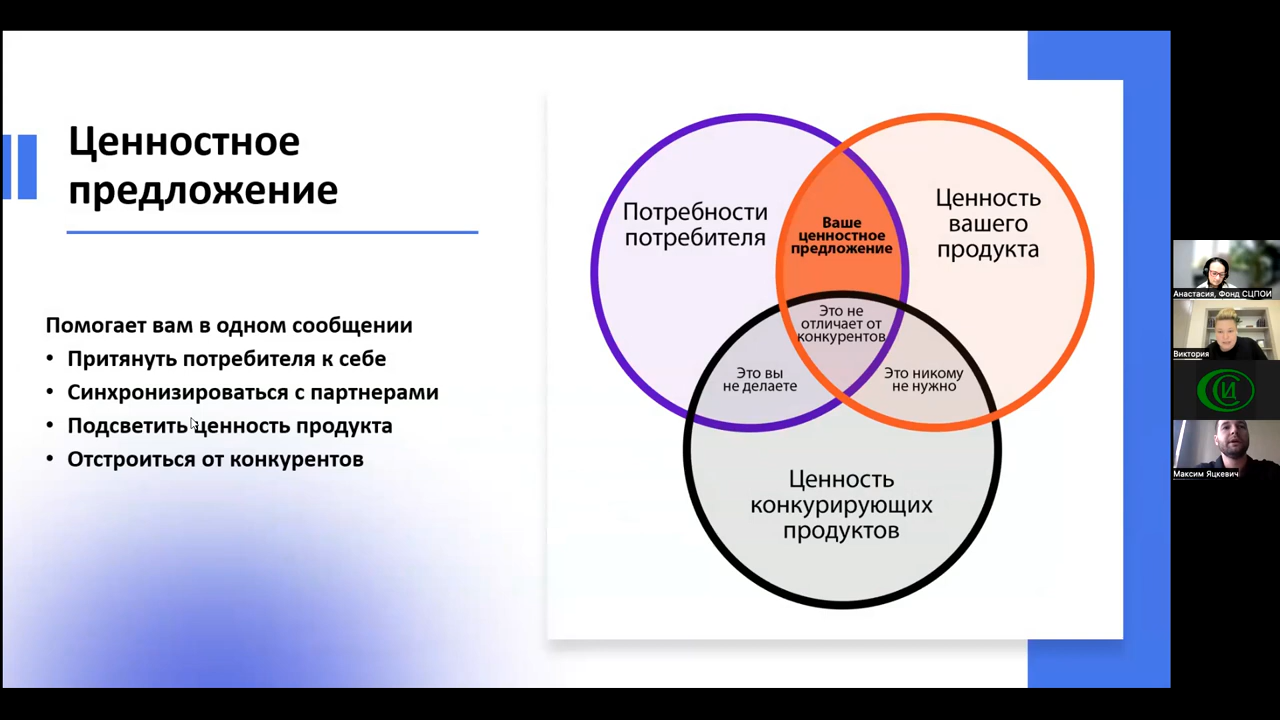 Ценностное
предложение
Помогает вам в одном сообщении
• Притянуть потребителя к себе
• Синхронизироваться с партнерами
• Подсветить ценность продукта
• Отстроиться от конкурентов
Потребности
потребителя
Ваше
ценностное
предложение
Ценность
вашего
продукта
Это не
отличает от
конкурентов
Это вы
не делаете
Это никому
не нужно
Ценность
конкурирующих
продуктов
Анастасия, Фонд СЦПОИ
Виктория
Максим Яцкевич